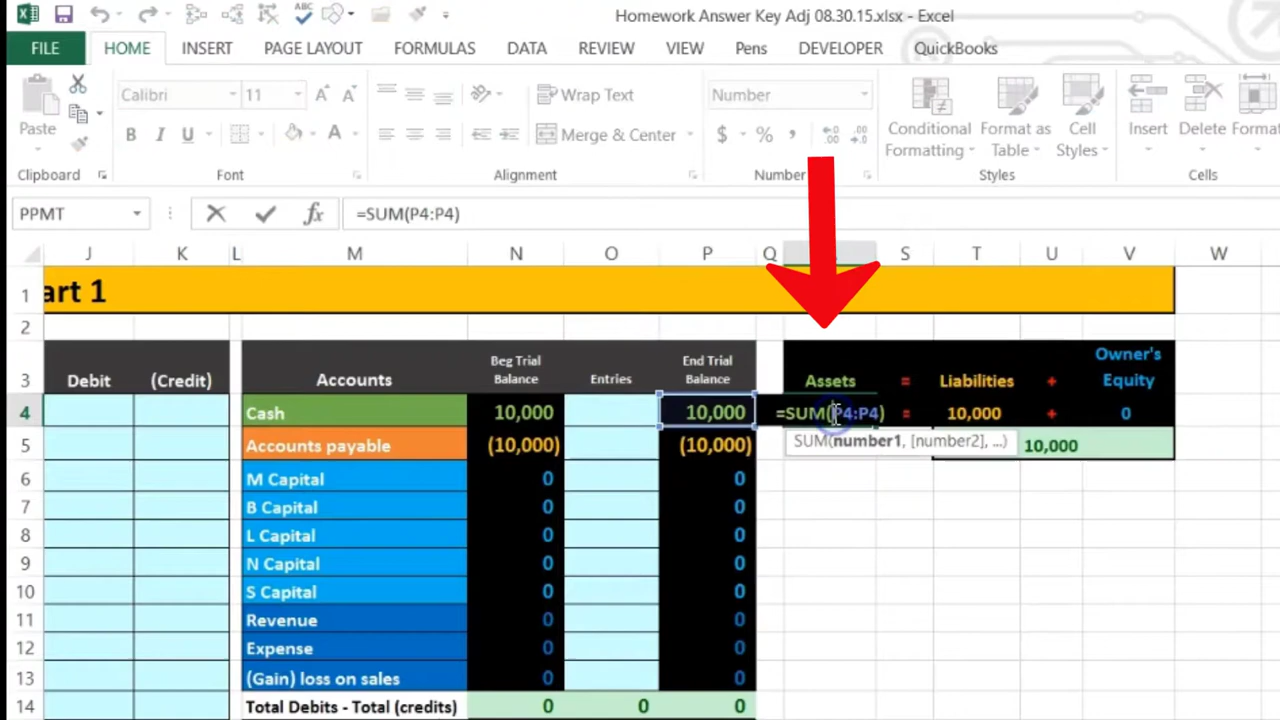 Homework Answer Key Adj 08.30.15.xlsx - Excel
FILE HOME INSERT PAGE LAYOUT FORMULAS DATA REVIEW VIEW Pens DEVELOPER QuickBooks
Paste
Calibri 11
B I U A
Wrap Text
Merge & Center
Number
$ % ,
Conditional Formatting
Format as Table
Cell Styles
Insert
Delete
Format
Clipboard Font Alignment Number Styles Cells
PPMT fx =SUM(P4:P4)
J K L M N O P Q S T U V W
1 art 1
2
3 Debit (Credit) Accounts Beg Trial Balance Entries End Trial Balance Assets = Liabilities + Owner's Equity
4 Cash 10,000 10,000 =SUM(P4:P4) = 10,000 + 0
5 Accounts payable (10,000) (10,000) SUM(number1, [number2], ...) 10,000
6 M Capital 0 0
7 B Capital 0 0
8 L Capital 0 0
9 N Capital 0 0
10 S Capital 0 0
11 Revenue 0 0
12 Expense 0 0
13 (Gain) loss on sales 0 0
14 Total Debits - Total (credits) 0 0 0